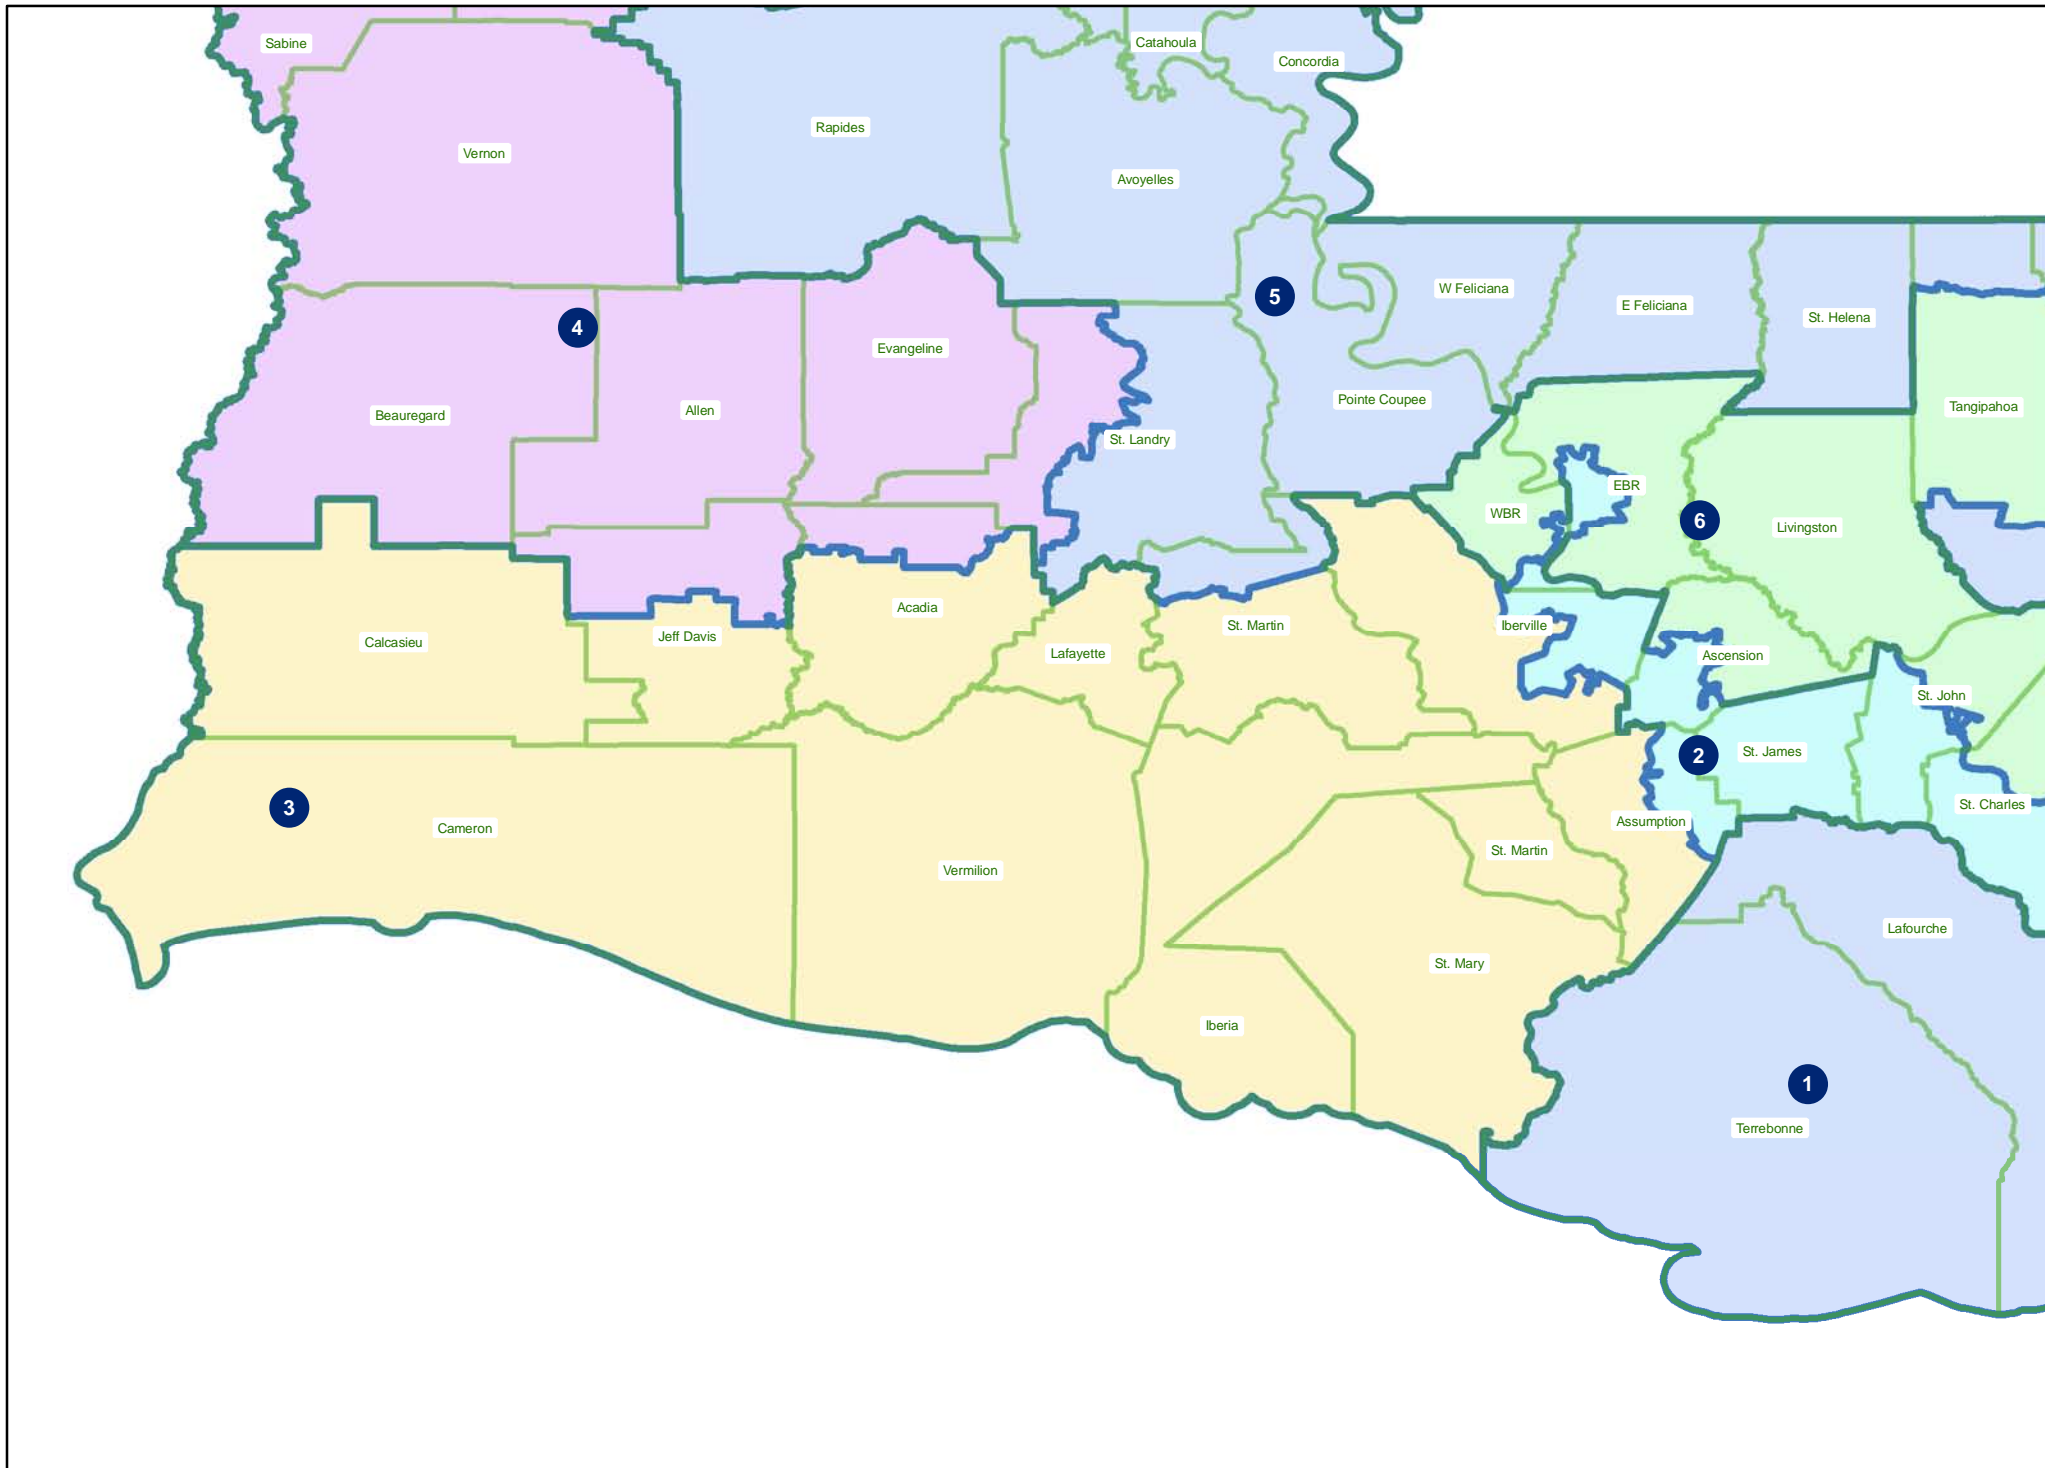 Sabine
Catahoula
Concordia
Rapides
Vernon
Avoyelles
W Feliciana
5
E Feliciana
St. Helena
4
Evangeline
Pointe Coupee
Tangipahoa
Allen
Beauregard
St. Landry
EBR
WBR
6
Livingston
Acadia
St. Martin
Iberville
Jeff Davis
Calcasieu
Lafayette
Ascension
St. John
St. James
2
3
St. Charles
Cameron
Assumption
St. Martin
Vermilion
Lafourche
St. Mary
Iberia
1
Terrebonne